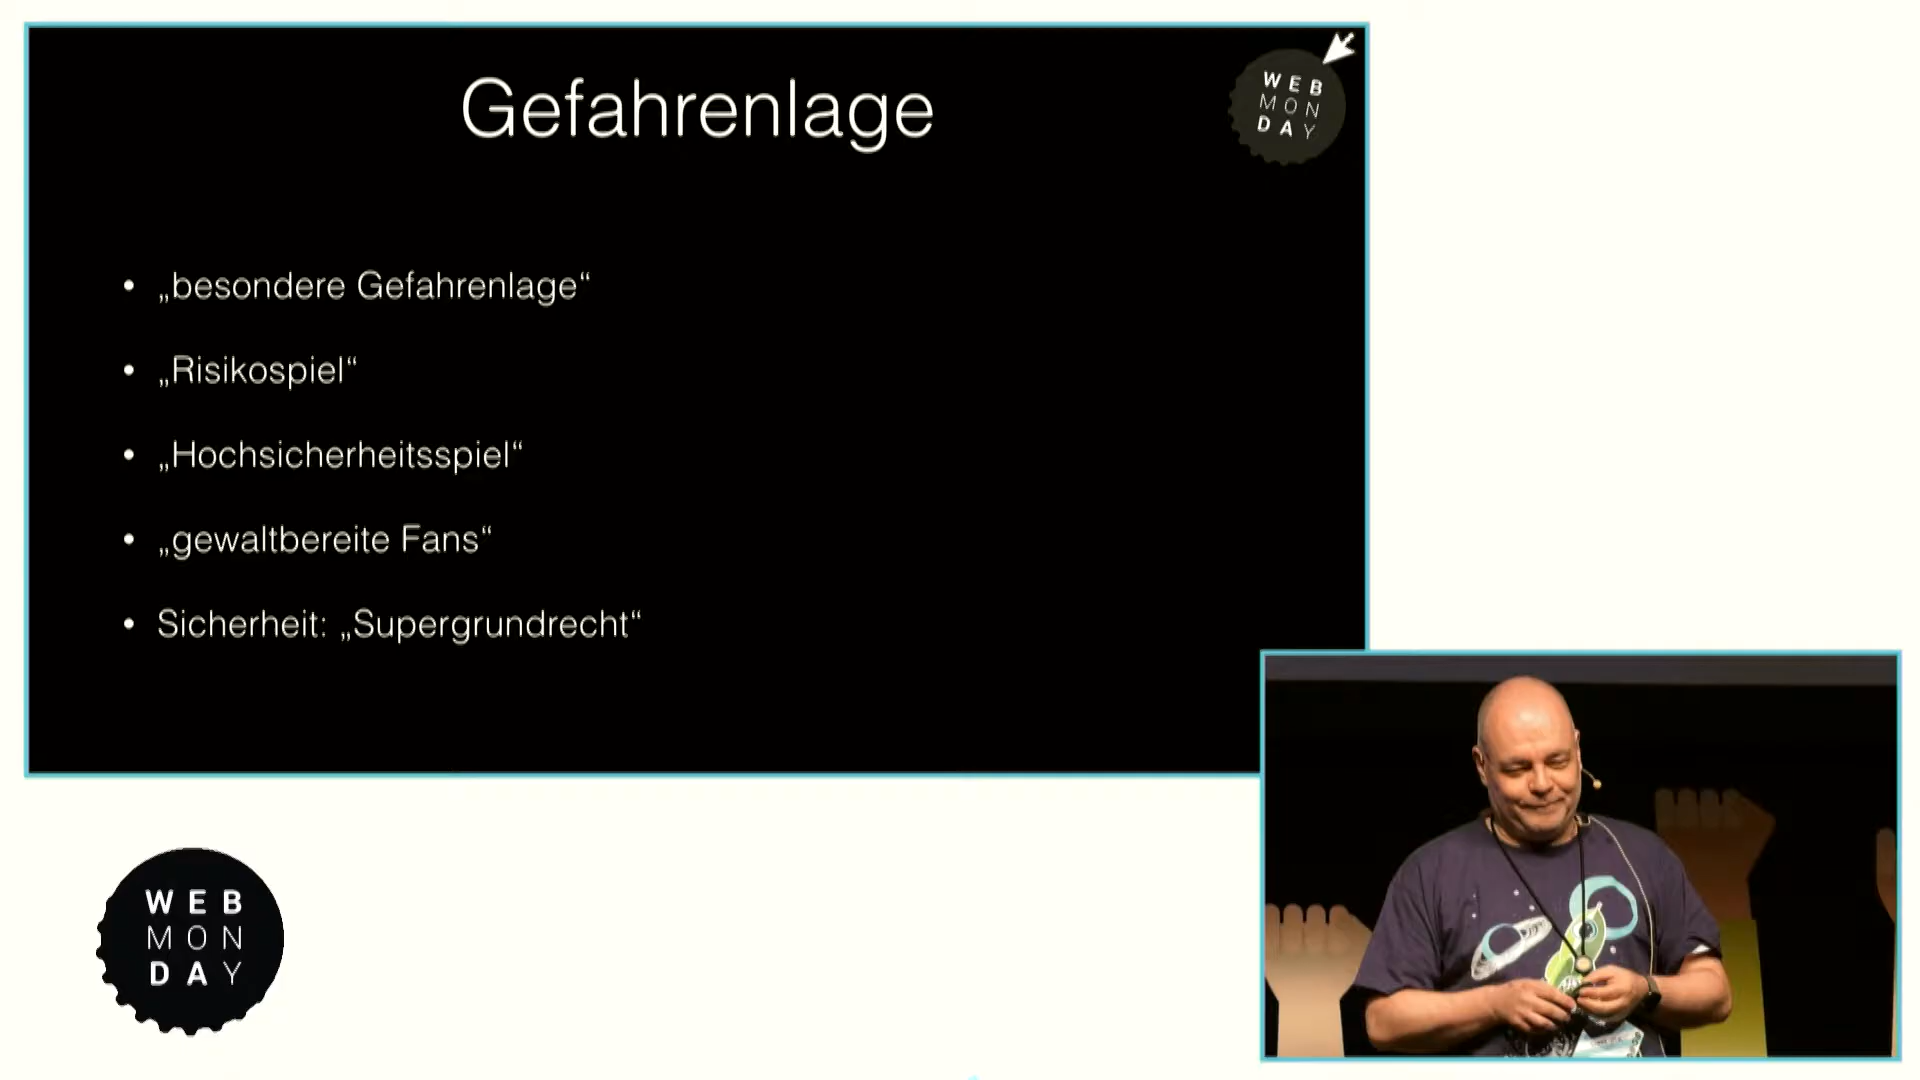 Gefahrenlage
WEB
MON
DAY
• „besondere Gefahrenlage“
• „Risikospiel“
• „Hochsicherheitsspiel“
• „gewaltbereite Fans“
• Sicherheit: „Supergrundrecht“
WEB
MON
DAY